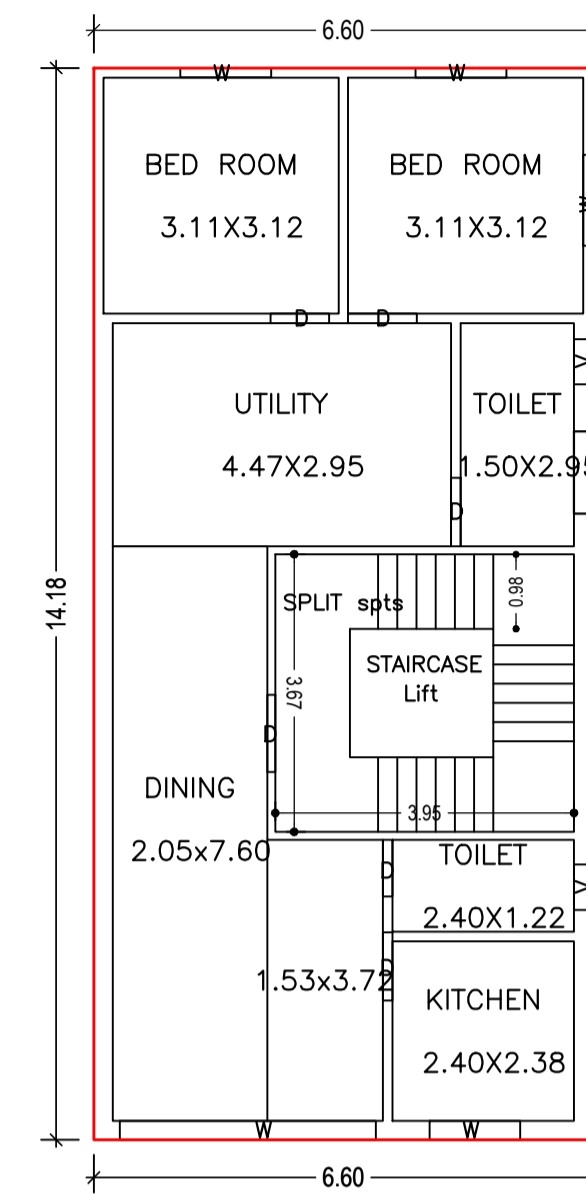 6.60
W
W
BED ROOM
3.11X3.12
BED ROOM
3.11X3.12
W
D
D
UTILITY
4.47X2.95
TOILET
1.50X2.95
V
D
14.18
SPLIT spts
0.98
STAIRCASE
Lift
3.67
D
3.95
DINING
2.05x7.60
TOILET
2.40X1.22
D
V
1.53x3.72
D
KITCHEN
2.40X2.38
W
W
6.60